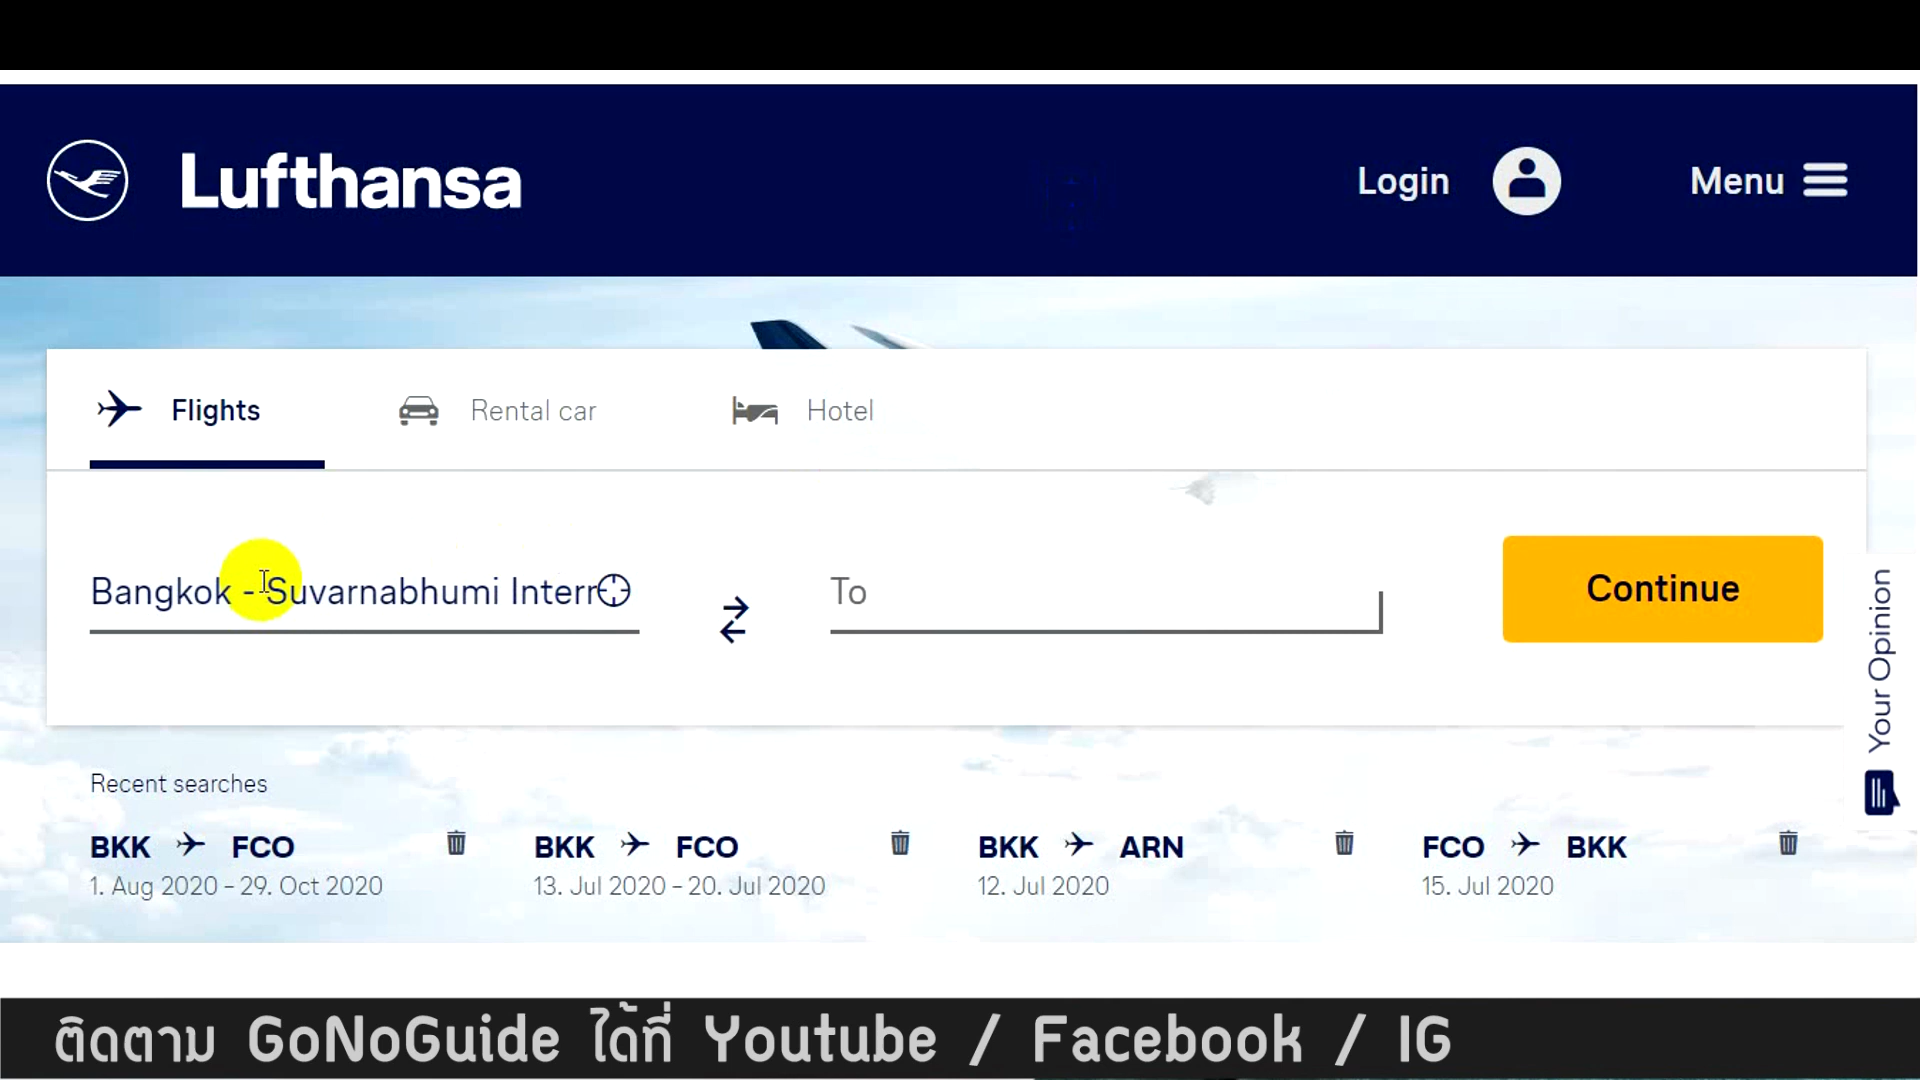 Lufthansa
Login
Menu
Flights
Rental car
Hotel
Bangkok - Suvarnabhumi Interr
To
Continue
Your Opinion
Recent searches
BKK FCO
1. Aug 2020 - 29. Oct 2020
BKK FCO
13. Jul 2020 - 20. Jul 2020
BKK ARN
12. Jul 2020
FCO BKK
15. Jul 2020
ติดตาม GoNoGuide ได้ที่ Youtube / Facebook / IG